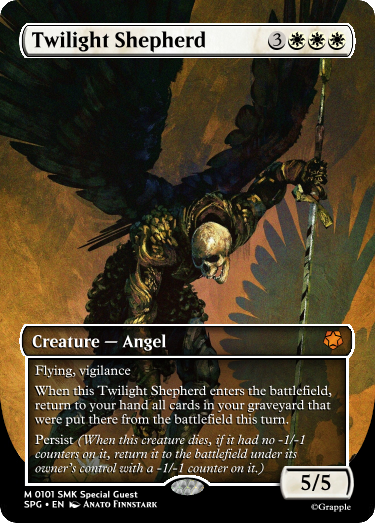 Twilight Shepherd 3
Creature — Angel
Flying, vigilance
When this Twilight Shepherd enters the battlefield,
return to your hand all cards in your graveyard that
were put there from the battlefield this turn.
Persist (When this creature dies, if it had no -1/-1
counters on it, return it to the battlefield under its
owner's control with a -1/-1 counter on it.)
5/5
M 0101 SMK Special Guest
SPG • EN Anato Finnstark
©Grapple